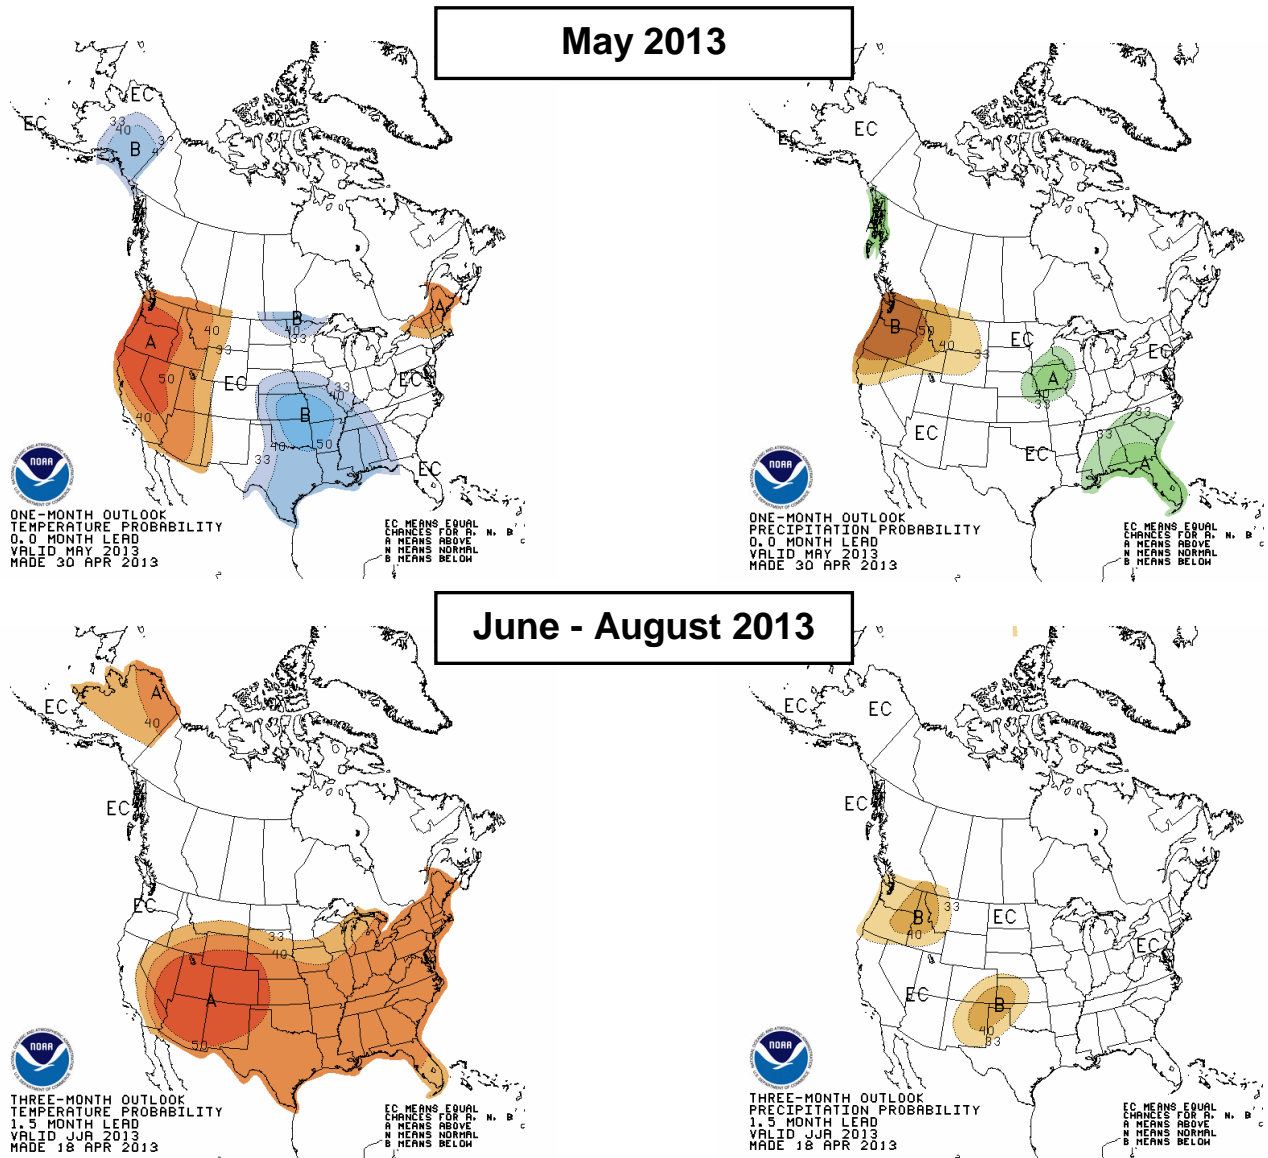 May 2013
EC
EC
33
40
B
A
50
40
40
33
EC
B
40
33
A
33
40
B
50
40
33
EC
EC
NOAA
ONE-MONTH OUTLOOK
TEMPERATURE PROBABILITY
0.0 MONTH LEAD
VALID MAY 2013
MADE 30 APR 2013
EC MEANS EQUAL
CHANCES FOR A, N, B
A MEANS ABOVE
N MEANS NORMAL
B MEANS BELOW
EC
EC
B
50
40
33
EC
EC
A
40
33
EC
EC
33
33
A
NOAA
ONE-MONTH OUTLOOK
PRECIPITATION PROBABILITY
0.0 MONTH LEAD
VALID MAY 2013
MADE 30 APR 2013
EC MEANS EQUAL
CHANCES FOR A, N, B
A MEANS ABOVE
N MEANS NORMAL
B MEANS BELOW
June - August 2013
EC
A
40
EC
EC
33
40
A
50
NOAA
THREE-MONTH OUTLOOK
TEMPERATURE PROBABILITY
1.5 MONTH LEAD
VALID JJA 2013
MADE 18 APR 2013
EC MEANS EQUAL
CHANCES FOR A, N, B
A MEANS ABOVE
N MEANS NORMAL
B MEANS BELOW
EC
EC
EC
33
B
40
EC
EC
EC
B
40
33
NOAA
THREE-MONTH OUTLOOK
PRECIPITATION PROBABILITY
1.5 MONTH LEAD
VALID JJA 2013
MADE 18 APR 2013
EC MEANS EQUAL
CHANCES FOR A, N, B
A MEANS ABOVE
N MEANS NORMAL
B MEANS BELOW